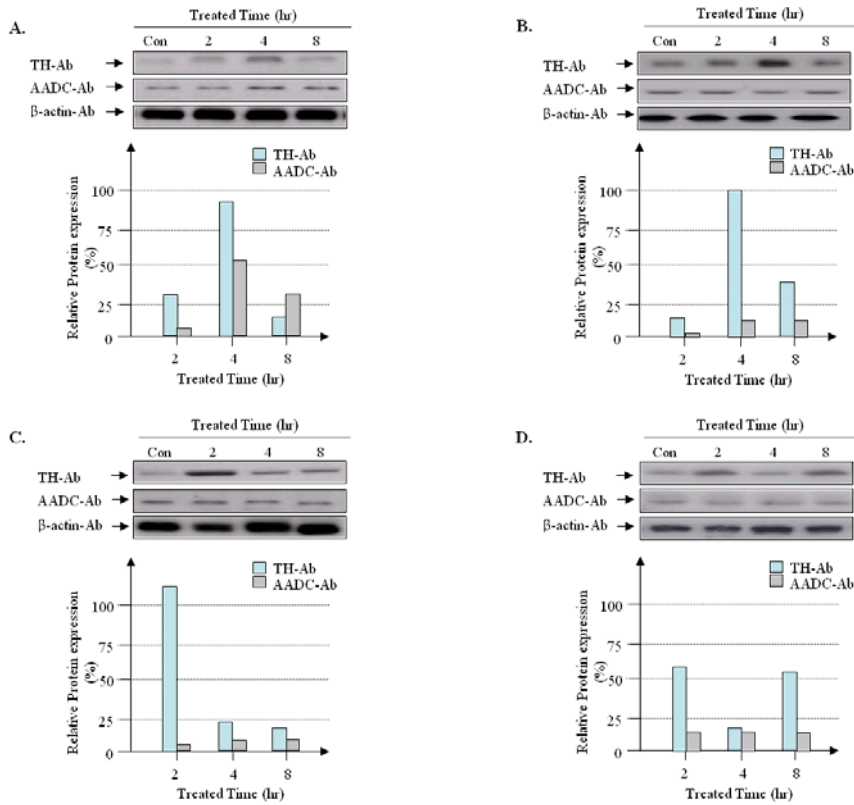 A.
Treated Time (hr)
Con 2 4 8
TH-Ab
AADC-Ab
β-actin-Ab
TH-Ab
AADC-Ab
Relative Protein expression
(%)
100
75
50
25
0
2 4 8
Treated Time (hr)
B.
Treated Time (hr)
Con 2 4 8
TH-Ab
AADC-Ab
β-actin-Ab
TH-Ab
AADC-Ab
Relative Protein expression
(%)
100
75
50
25
0
2 4 8
Treated Time (hr)
C.
Treated Time (hr)
Con 2 4 8
TH-Ab
AADC-Ab
β-actin-Ab
TH-Ab
AADC-Ab
Relative Protein expression
(%)
100
75
50
25
0
2 4 8
Treated Time (hr)
D.
Treated Time (hr)
Con 2 4 8
TH-Ab
AADC-Ab
β-actin-Ab
TH-Ab
AADC-Ab
Relative Protein expression
(%)
100
75
50
25
0
2 4 8
Treated Time (hr)